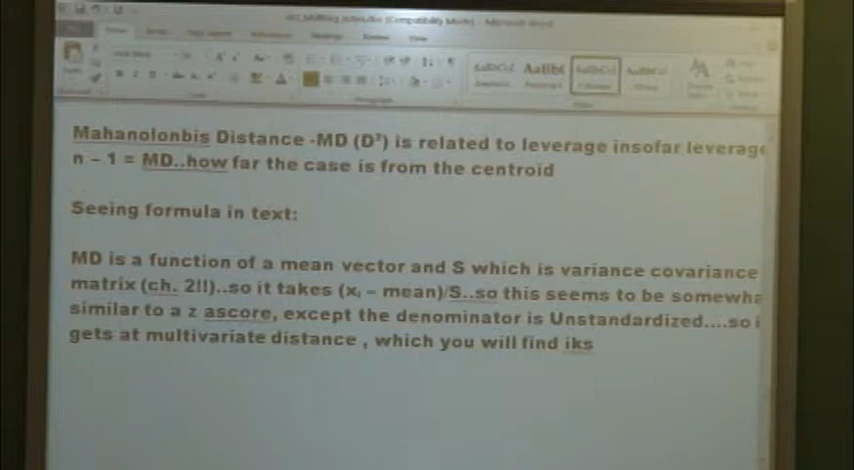 Mahanolonbis Distance -MD (D²) is related to leverage insofar leverage
n – 1 = MD..how far the case is from the centroid
Seeing formula in text:
MD is a function of a mean vector and S which is variance covariance
matrix (ch. 2!!)..so it takes (xᵢ – mean)/S..so this seems to be somewha
similar to a z ascore, except the denominator is Unstandardized....so i
gets at multivariate distance , which you will find iks